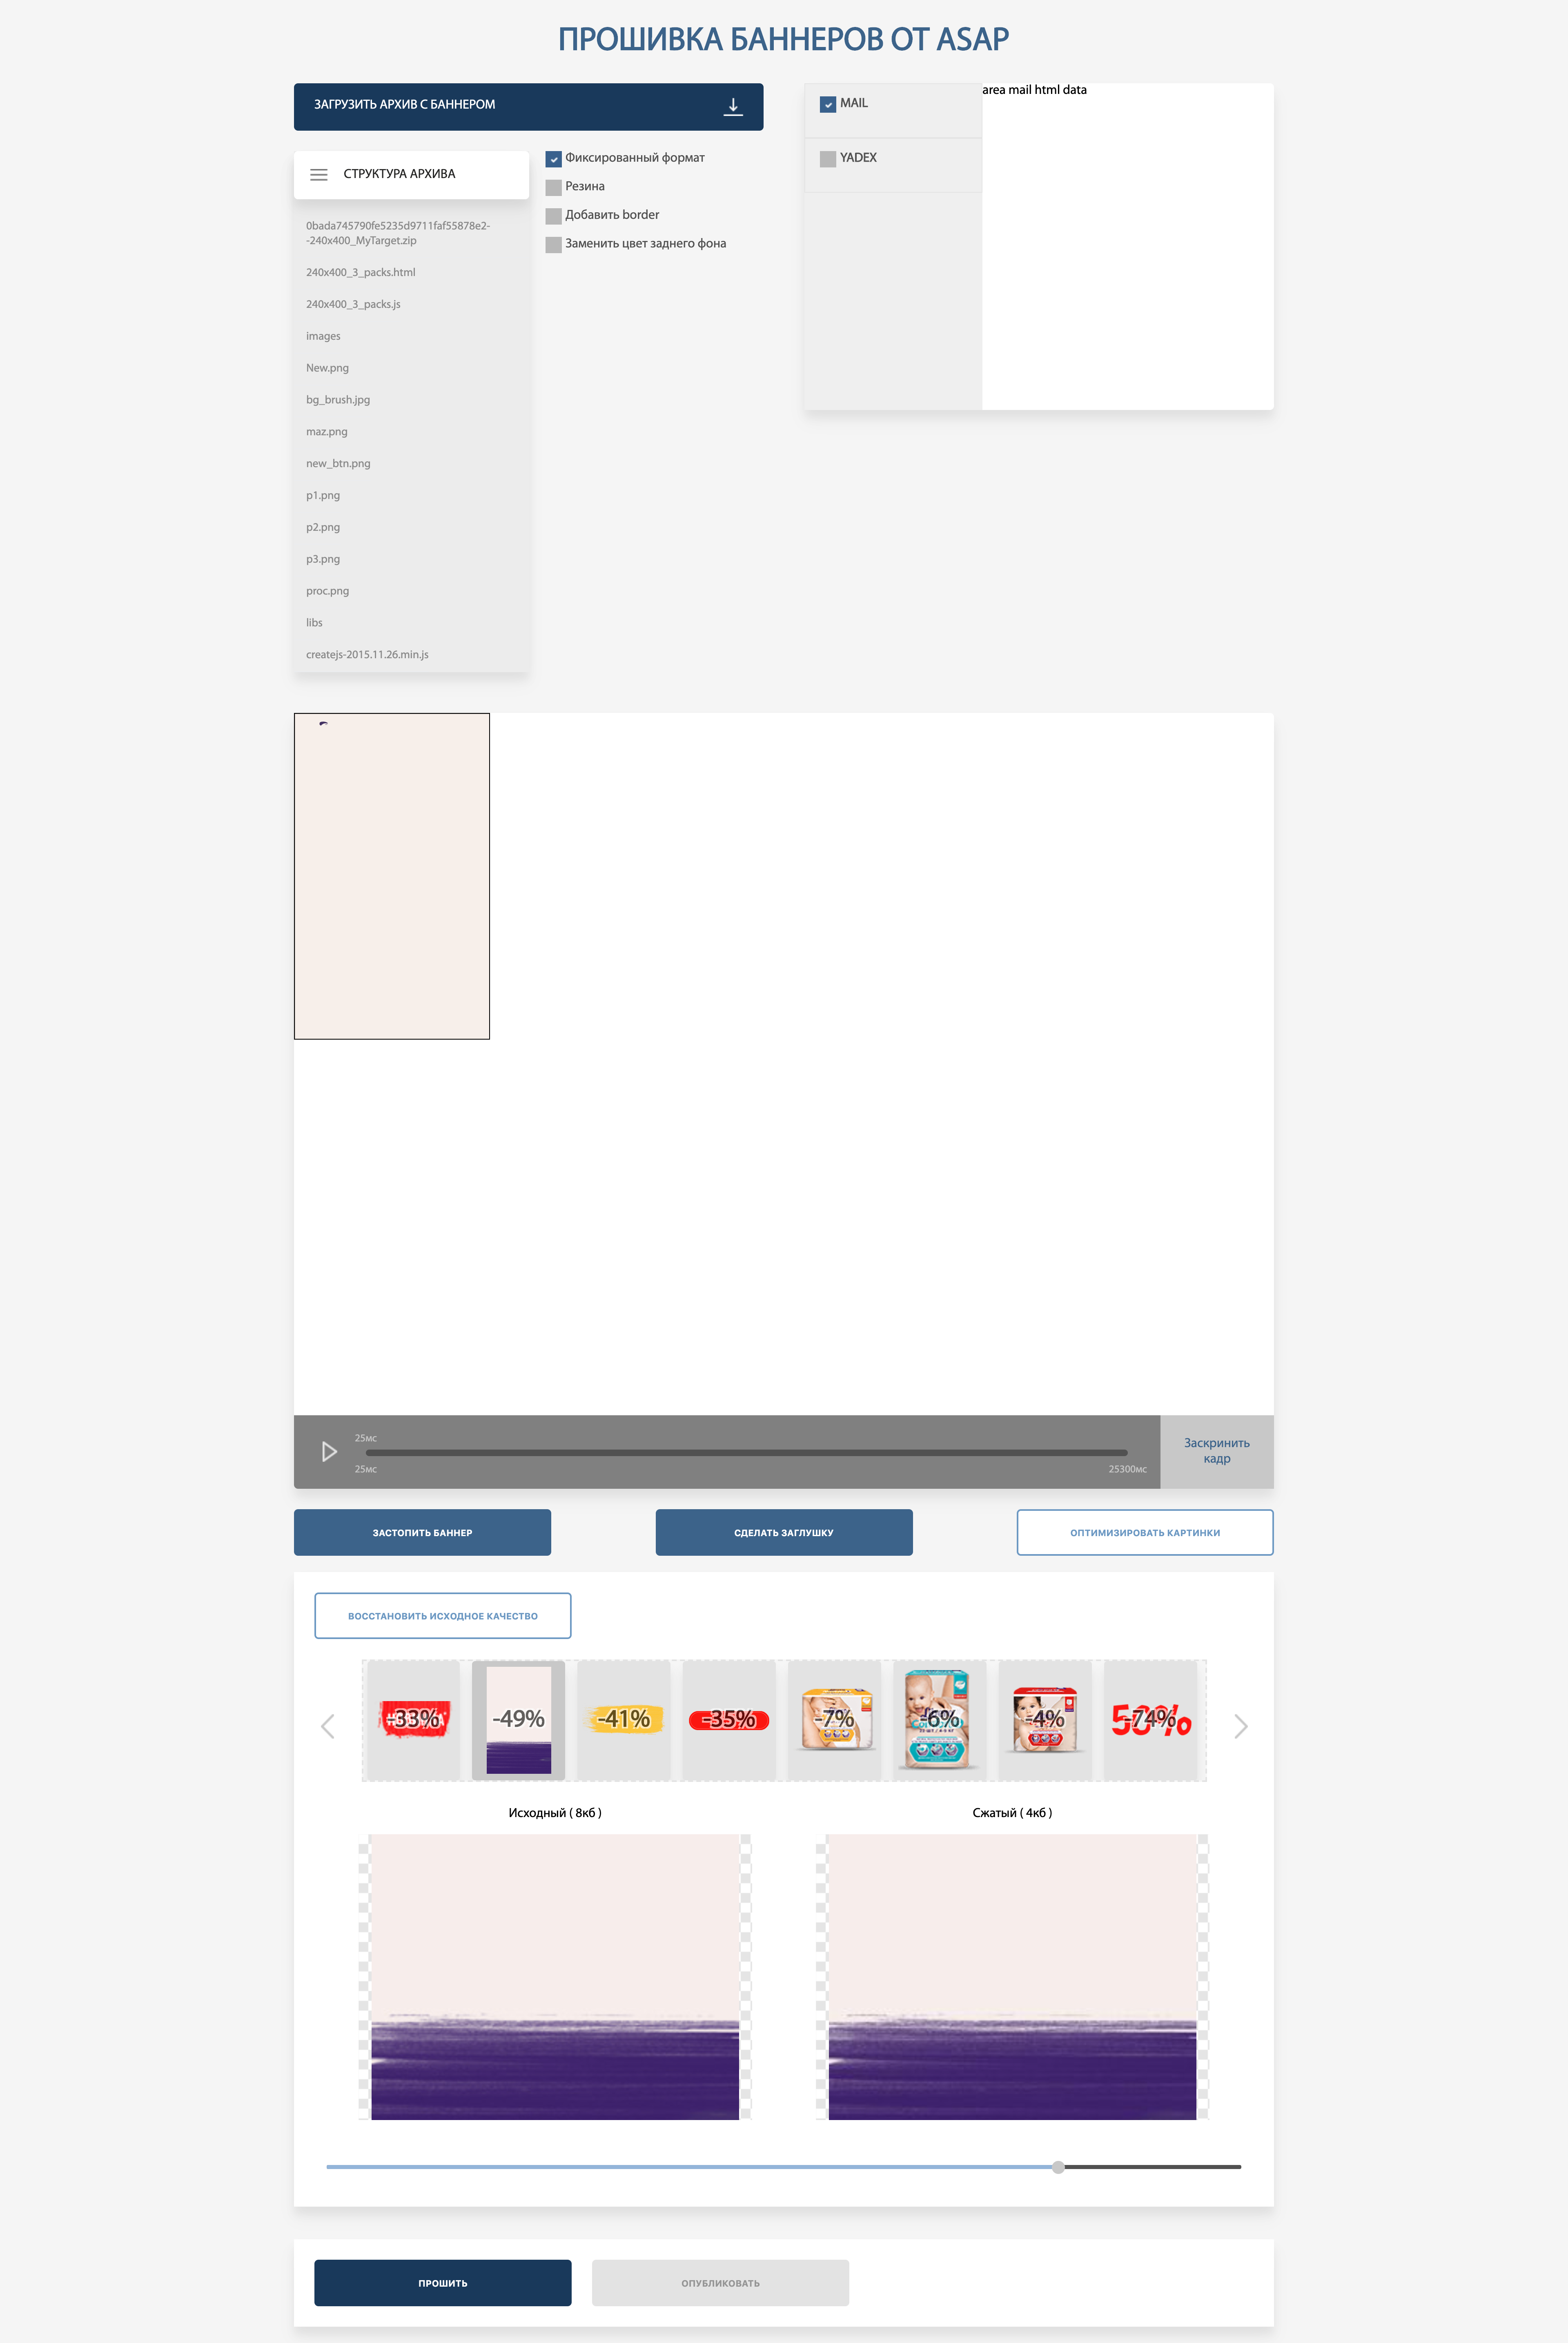 ПРОШИВКА БАННЕРОВ ОТ ASAP
ЗАГРУЗИТЬ АРХИВ С БАННЕРОМ
СТРУКТУРА АРХИВА
0bada745790fe5235d9711faf55878e2-
-240x400_MyTarget.zip
240x400_3_packs.html
240x400_3_packs.js
images
New.png
bg_brush.jpg
maz.png
new_btn.png
p1.png
p2.png
p3.png
proc.png
libs
createjs-2015.11.26.min.js
Фиксированный формат
Резина
Добавить border
Заменить цвет заднего фона
MAIL
YADEX
area mail html data
25мс
25мс
25300мс
Заскринить
кадр
ЗАСТОПИТЬ БАННЕР
СДЕЛАТЬ ЗАГЛУШКУ
ОПТИМИЗИРОВАТЬ КАРТИНКИ
ВОССТАНОВИТЬ ИСХОДНОЕ КАЧЕСТВО
-33%
-49%
-41%
-35%
-7%
-6%
-4%
-74%
50%
Исходный ( 8кб )
Сжатый ( 4кб )
ПРОШИТЬ
ОПУБЛИКОВАТЬ